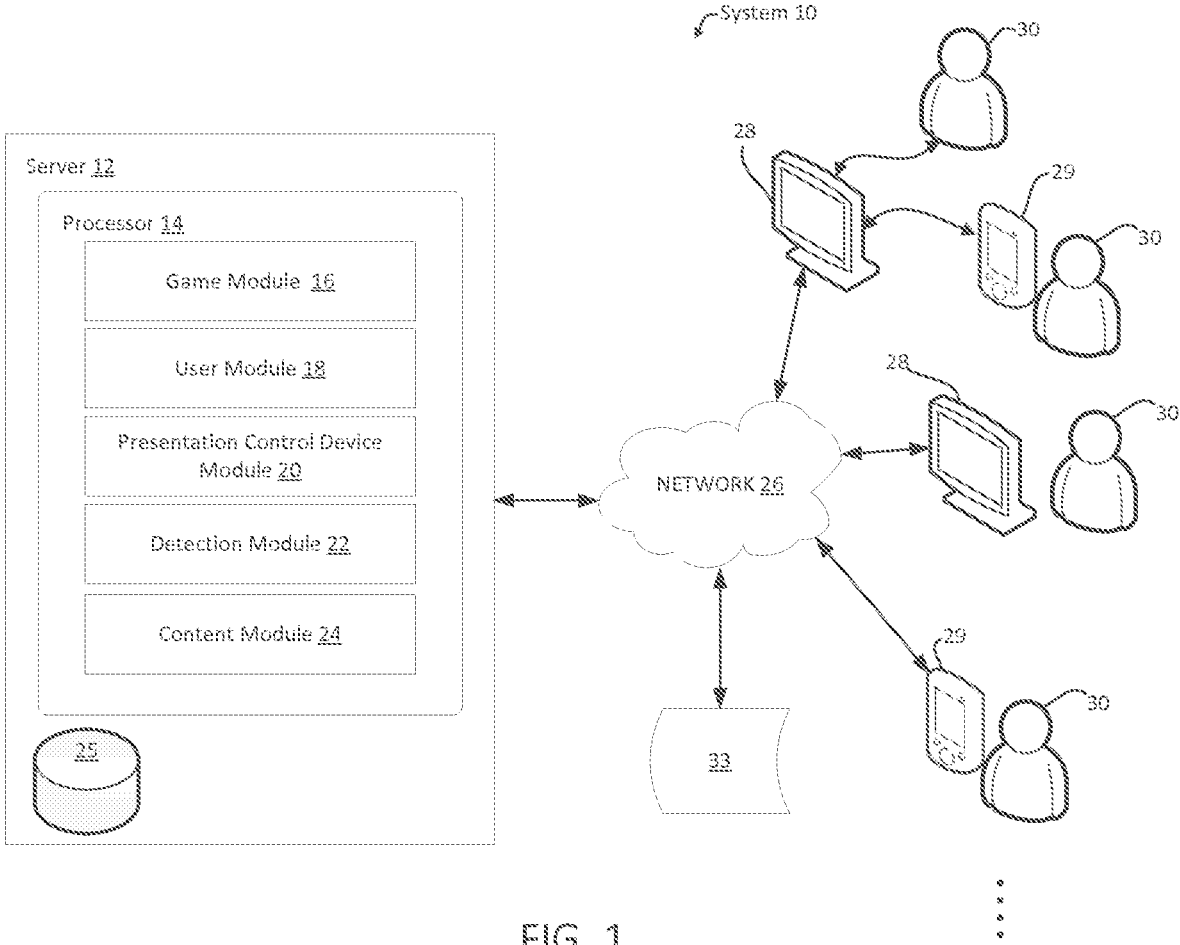 System 10
30
28
29
30
Server 12
Processor 14
Game Module 16
User Module 18
Presentation Control Device
Module 20
Detection Module 22
Content Module 24
25
NETWORK 26
28
30
29
30
33
FIG. 1